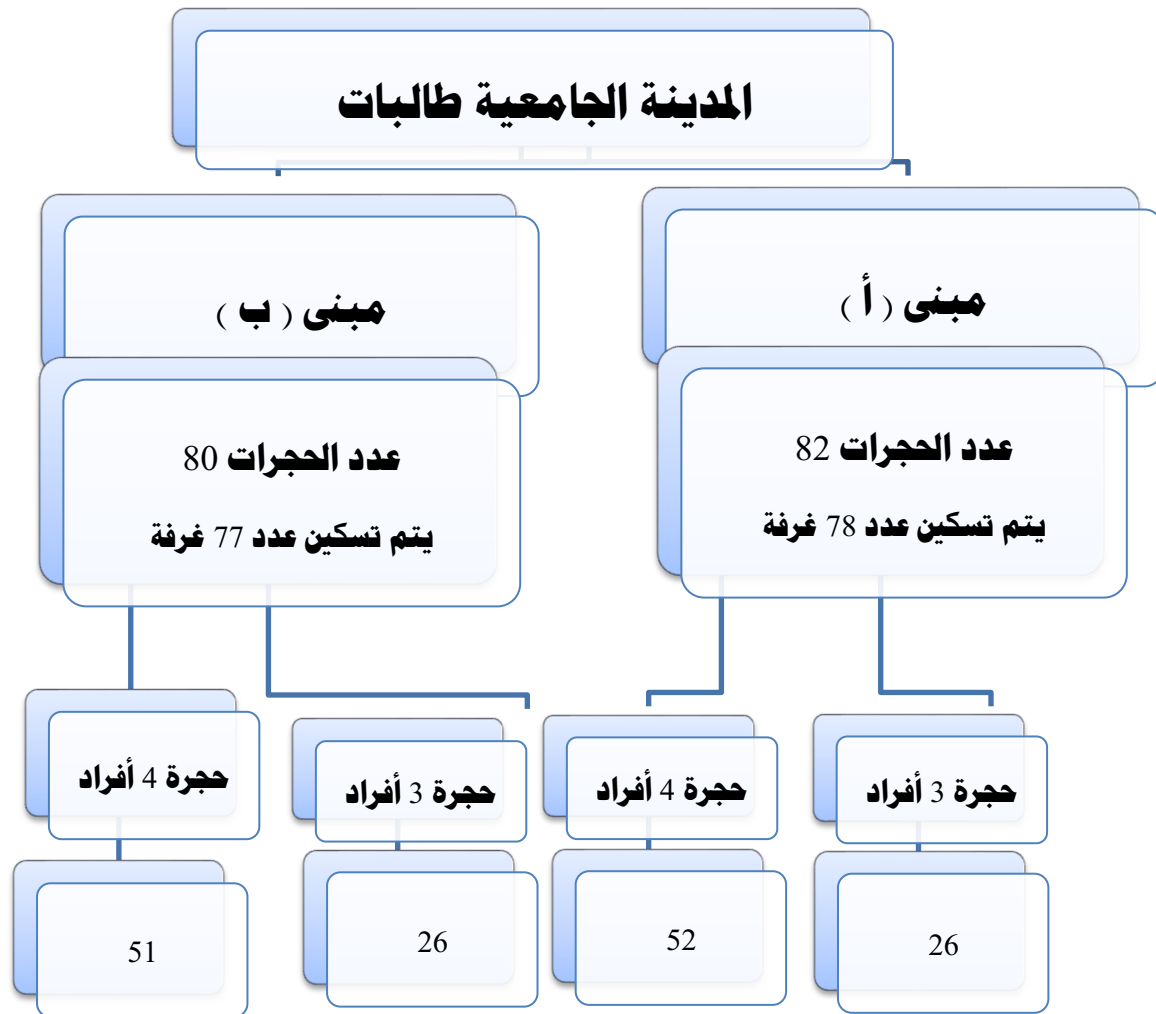 المدينة الجامعية طالبات
مبنى ( أ )
عدد الحجرات 82
يتم تسكين عدد 78 غرفة
حجرة 3 أفراد
26
حجرة 4 أفراد
52
مبنى ( ب )
عدد الحجرات 80
يتم تسكين عدد 77 غرفة
حجرة 3 أفراد
26
حجرة 4 أفراد
51